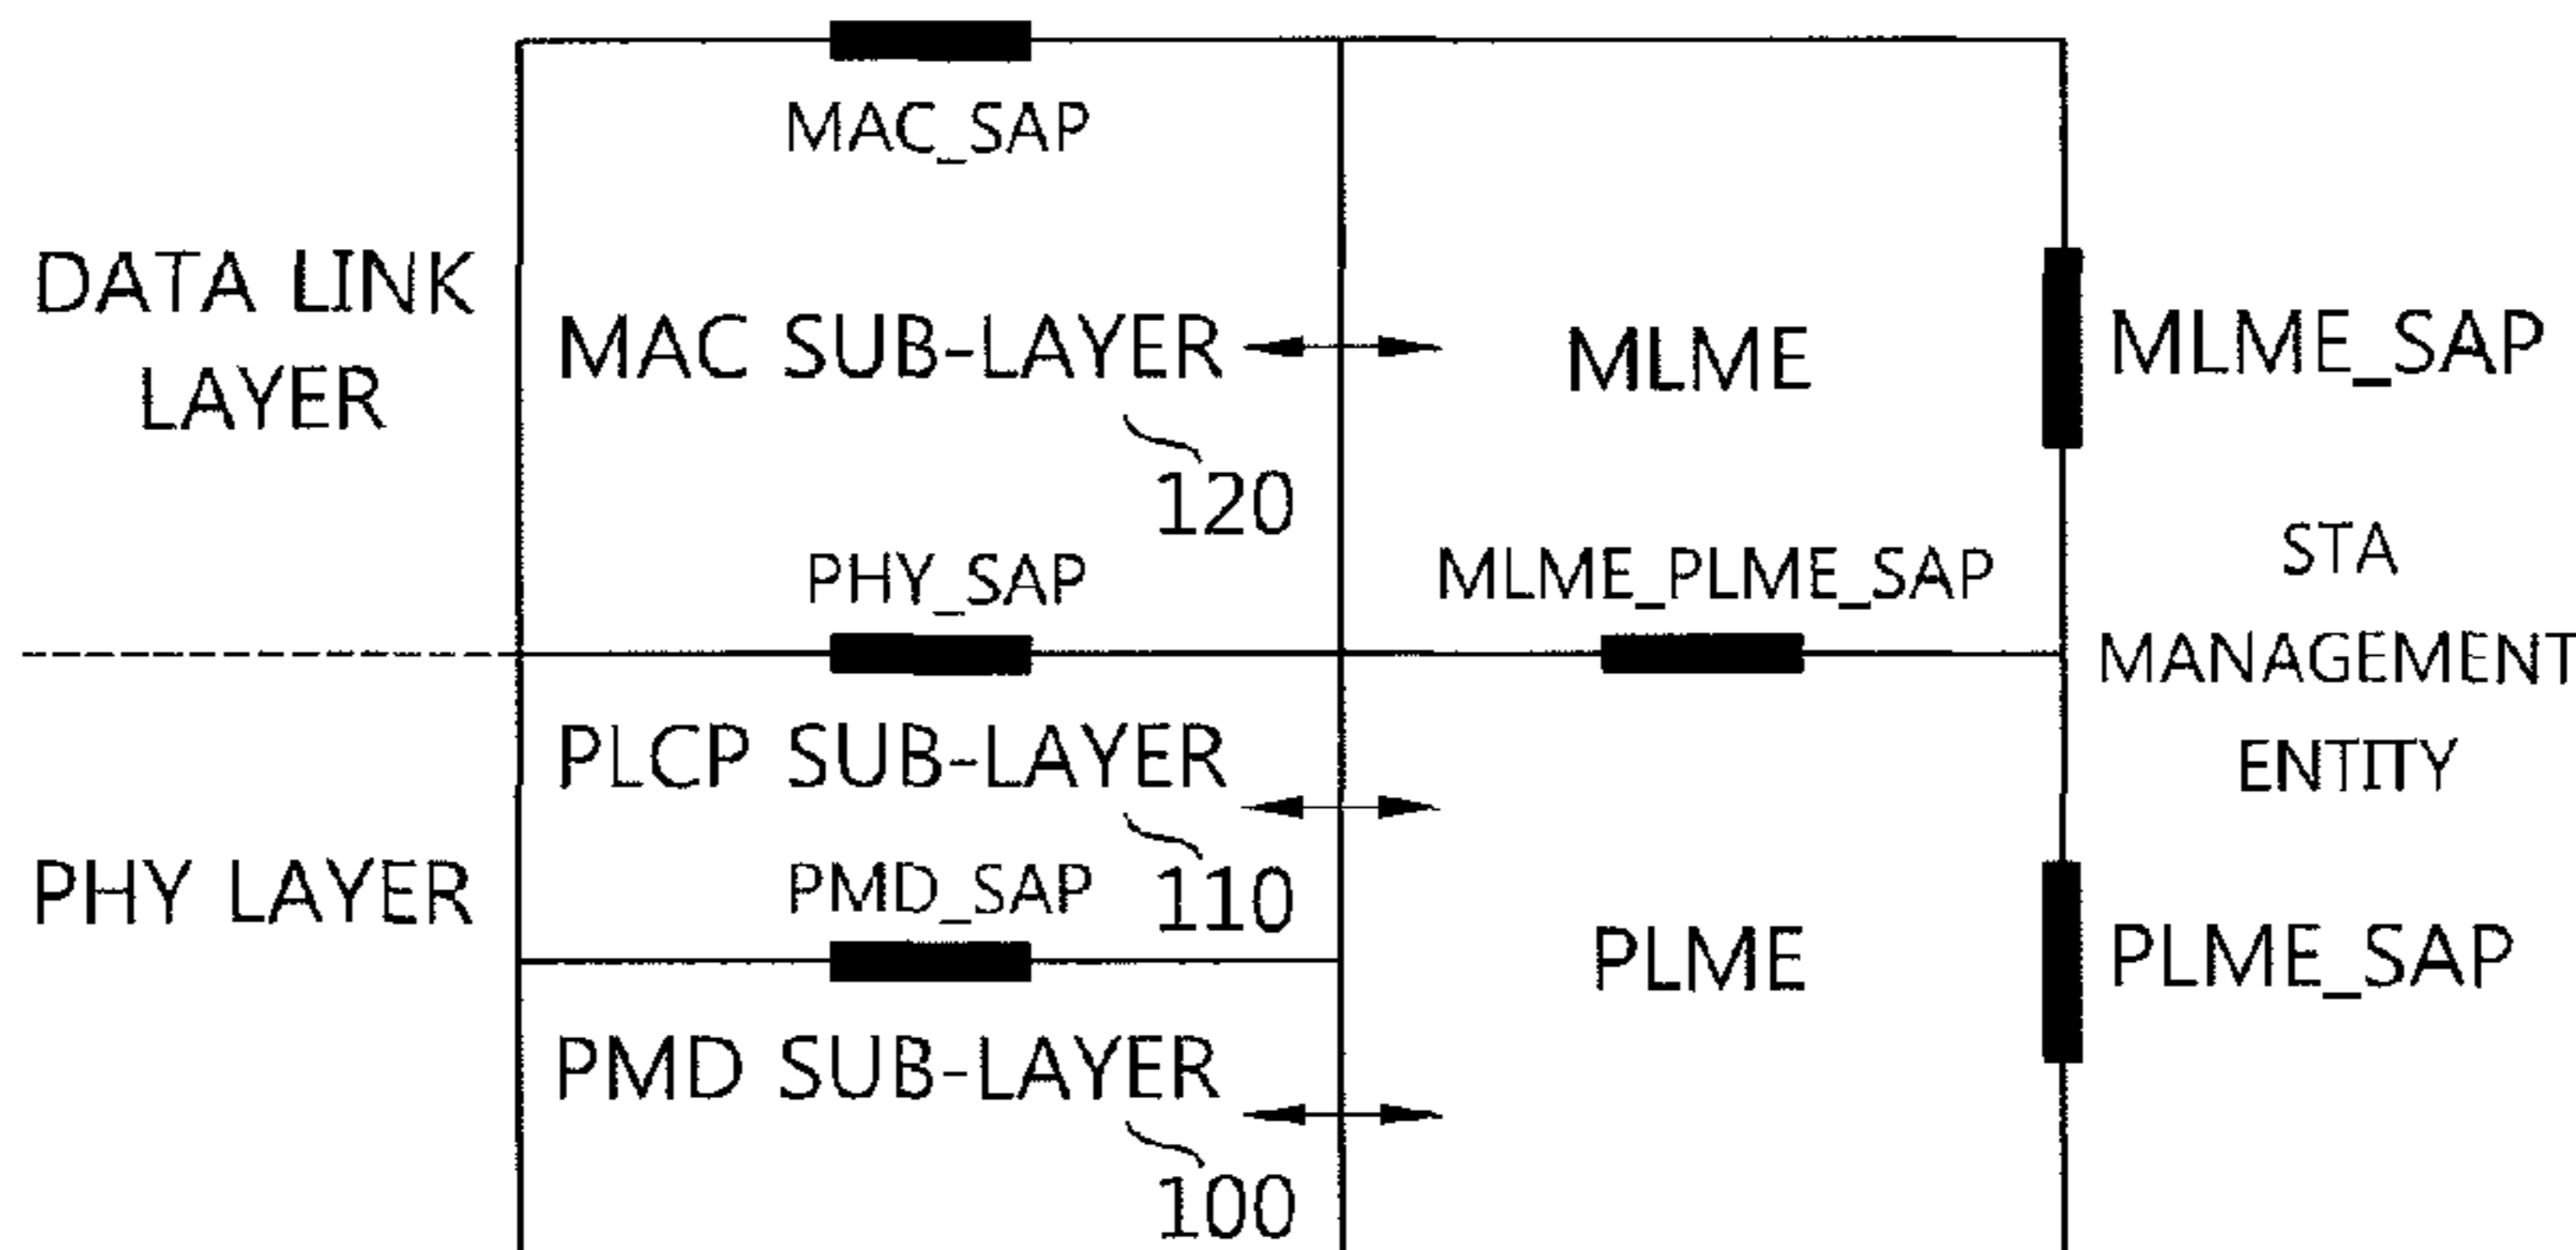 MAC_SAP
DATA LINK
LAYER
MAC SUB-LAYER
120
MLME
MLME_SAP
PHY_SAP
MLME_PLME_SAP
STA
MANAGEMENT
ENTITY
PHY LAYER
PLCP SUB-LAYER
110
PMD_SAP
PMD SUB-LAYER
100
PLME
PLME_SAP